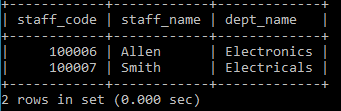 +------------+------------+-------------+
| staff_code | staff_name | dept_name   |
+------------+------------+-------------+
|     100006 | Allen      | Electronics |
|     100007 | Smith      | Electricals |
+------------+------------+-------------+
2 rows in set (0.000 sec)